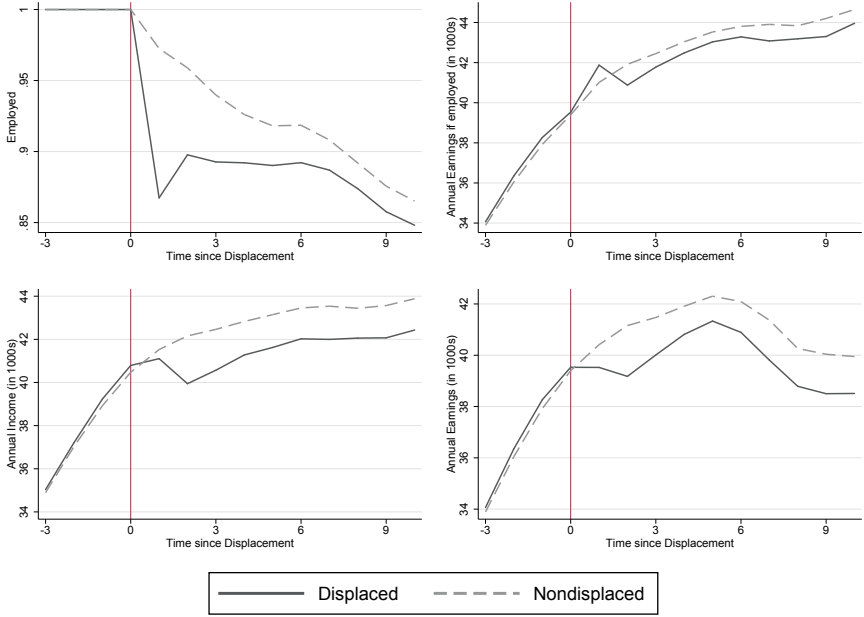 Employed
1
.95
.9
.85
-3 0 3 6 9
Time since Displacement
Annual Earnings if employed (in 1000s)
44
42
40
38
36
34
-3 0 3 6 9
Time since Displacement
Annual Income (in 1000s)
44
42
40
38
36
34
-3 0 3 6 9
Time since Displacement
Annual Earnings (in 1000s)
42
40
38
36
34
-3 0 3 6 9
Time since Displacement
Displaced Nondisplaced